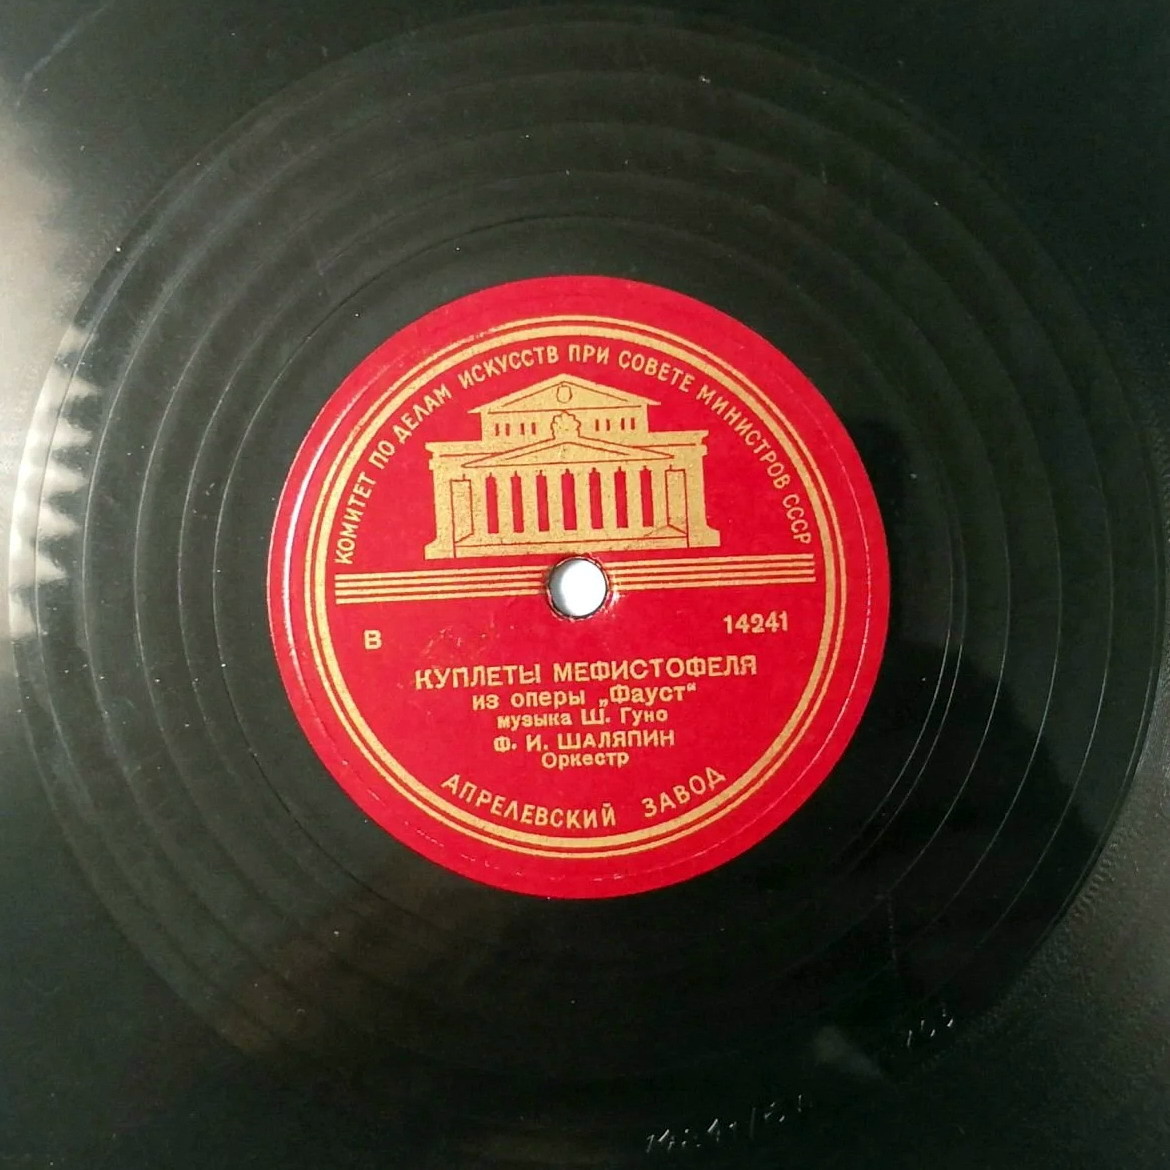 КОМИТЕТ ПО ДЕЛАМ ИСКУССТВ ПРИ СОВЕТЕ МИНИСТРОВ СССР
В 14241
КУПЛЕТЫ МЕФИСТОФЕЛЯ
из оперы „Фауст“
музыка Ш. Гуно
Ф. И. ШАЛЯПИН
Оркестр
АПРЕЛЕВСКИЙ ЗАВОД